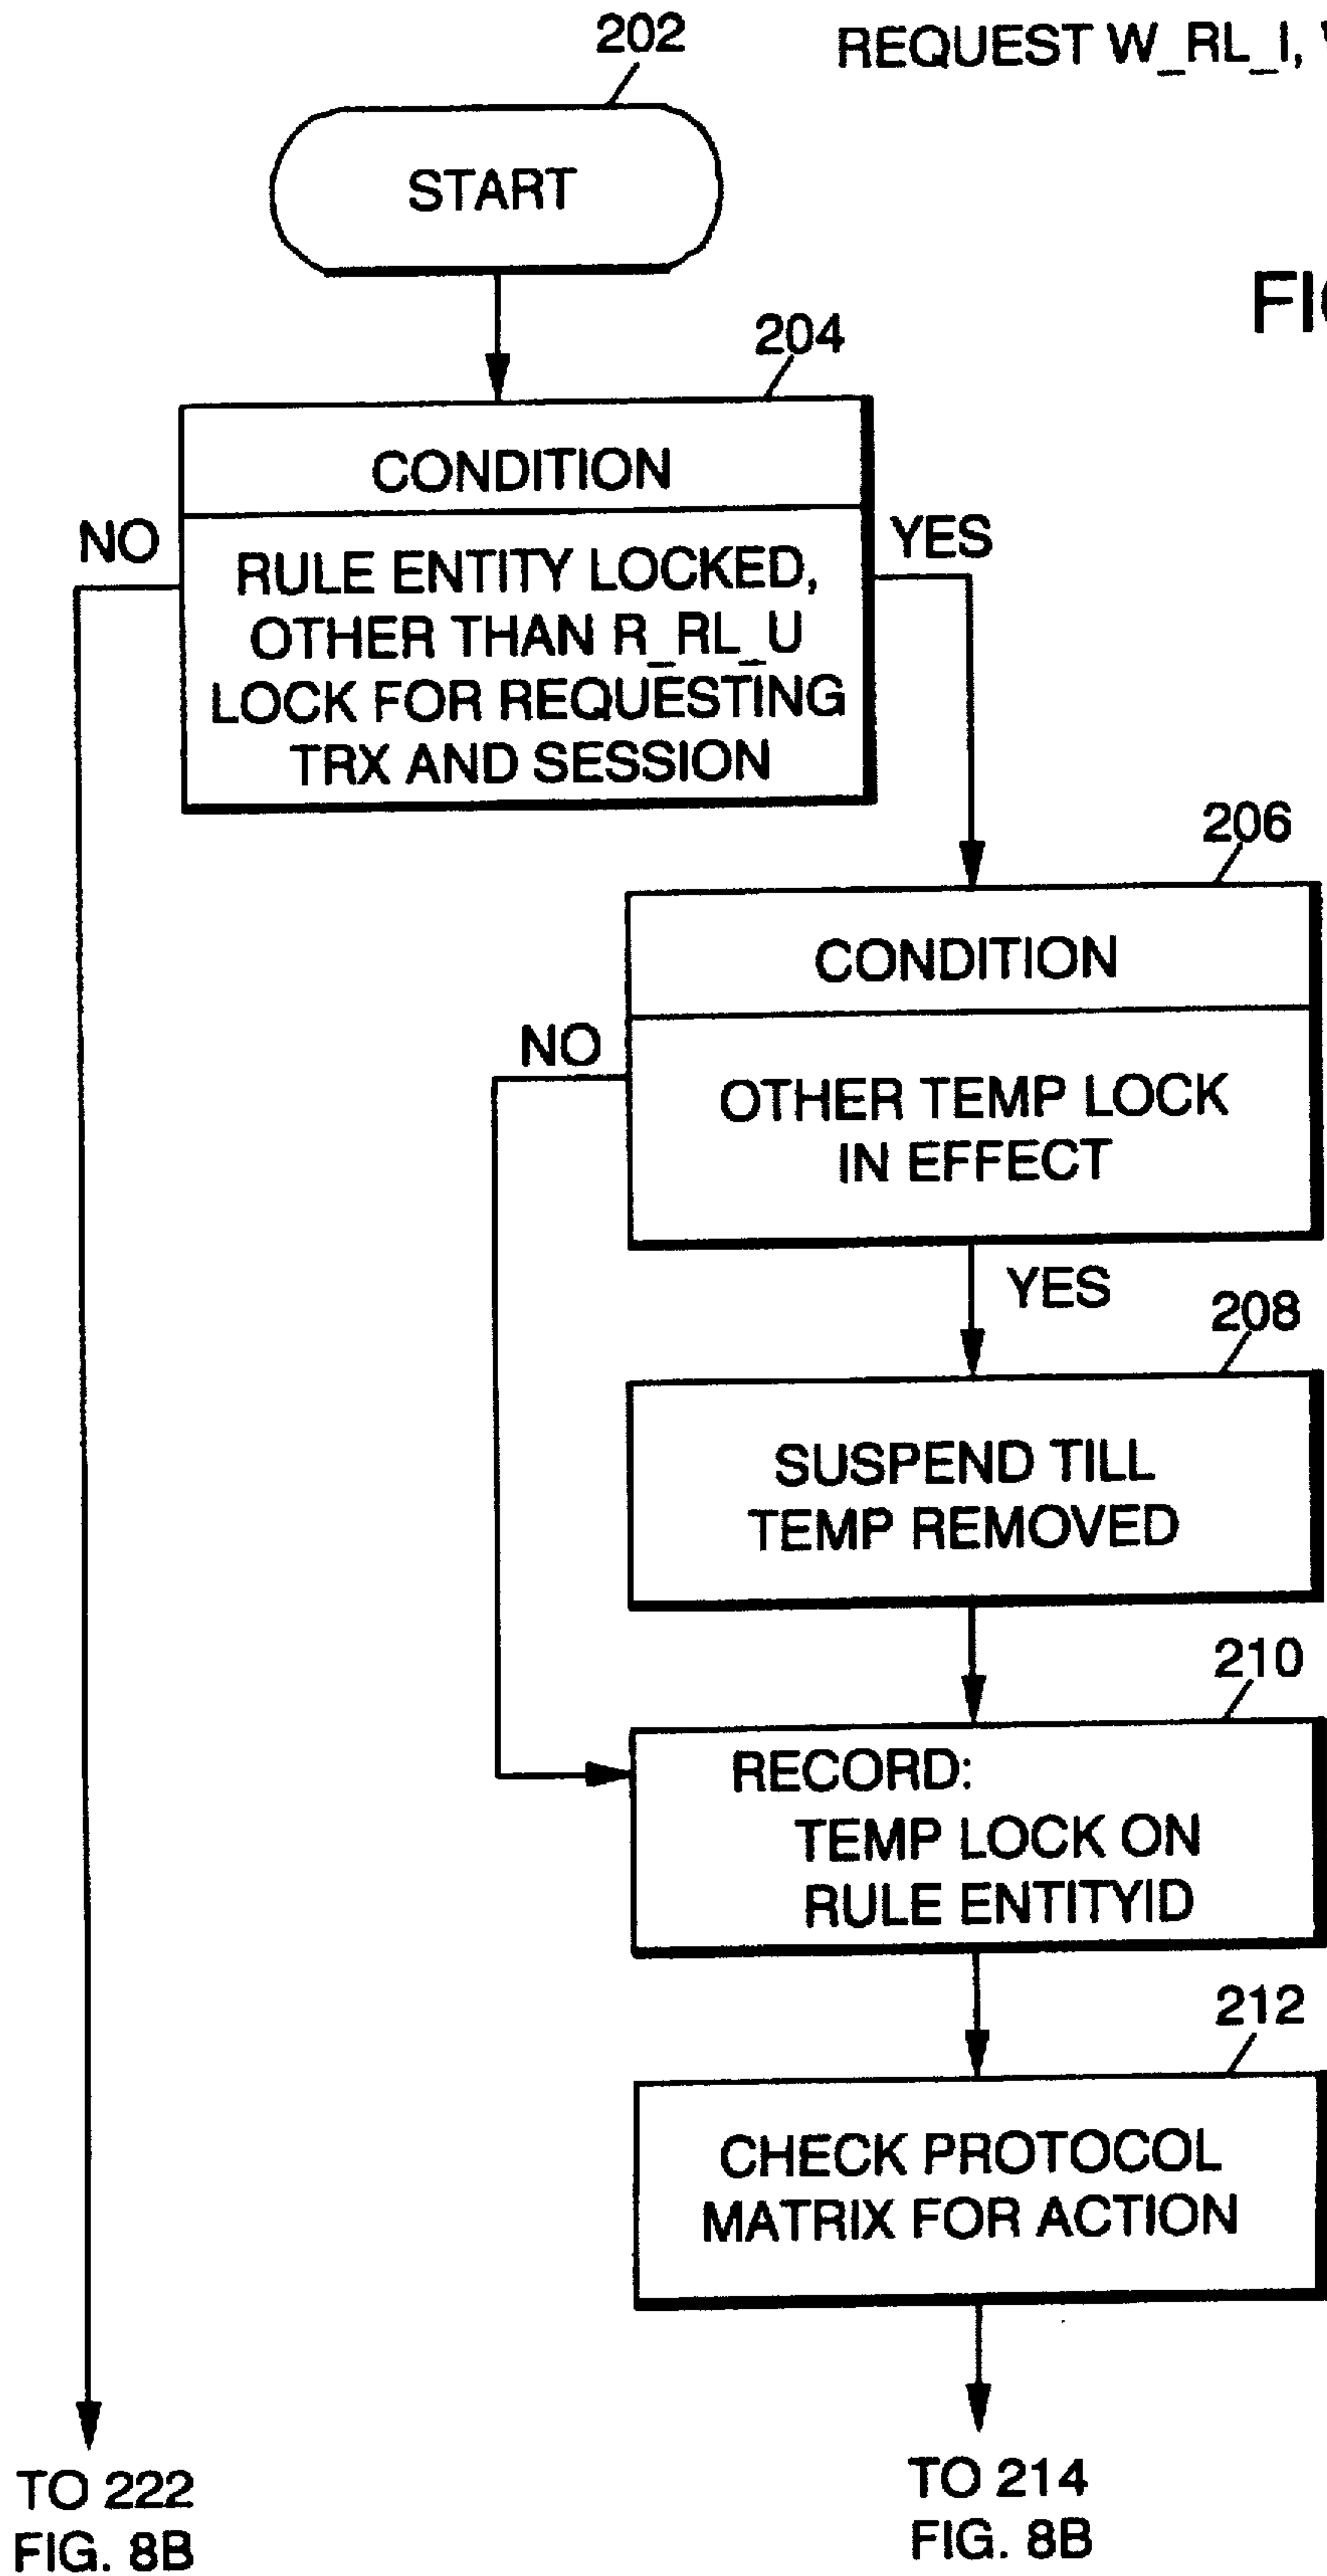 202
REQUEST W_RL_I,
START
204
CONDITION
NO
YES
RULE ENTITY LOCKED,
OTHER THAN R_RL_U
LOCK FOR REQUESTING
TRX AND SESSION
206
CONDITION
NO
OTHER TEMP LOCK
IN EFFECT
YES
208
SUSPEND TILL
TEMP REMOVED
210
RECORD:
TEMP LOCK ON
RULE ENTITYID
212
CHECK PROTOCOL
MATRIX FOR ACTION
TO 222
FIG. 8B
TO 214
FIG. 8B